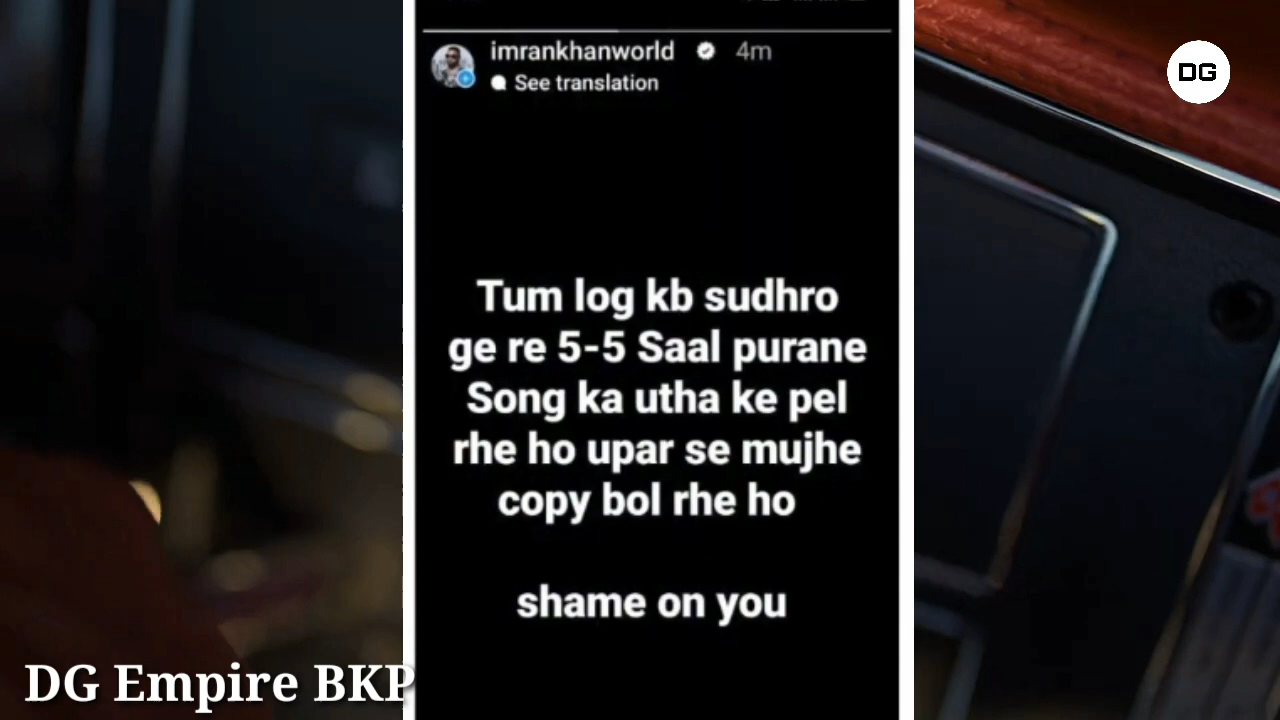 imrankhanworld 4m
See translation
DG
Tum log kb sudhro
ge re 5-5 Saal purane
Song ka utha ke pel
rhe ho upar se mujhe
copy bol rhe ho
shame on you
DG Empire BKP